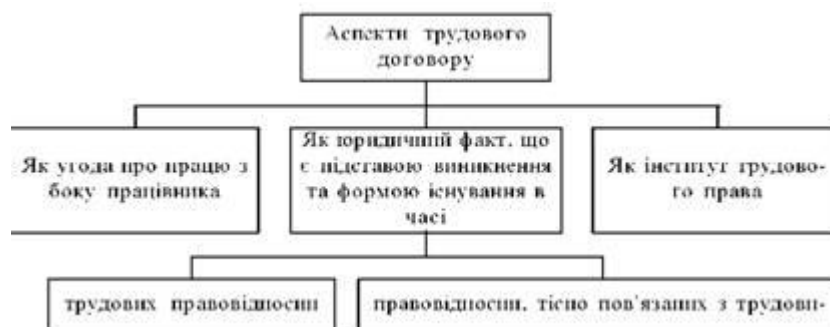 Аспекти трудового
договору
Як угода про працю з
боку працівника
Як юридичний факт, що
є підставою виникнення
та формою існування в
часі
Як інститут трудово-
го права
трудових правовідносин
правовідносин, тісно пов'язаних з трудови-